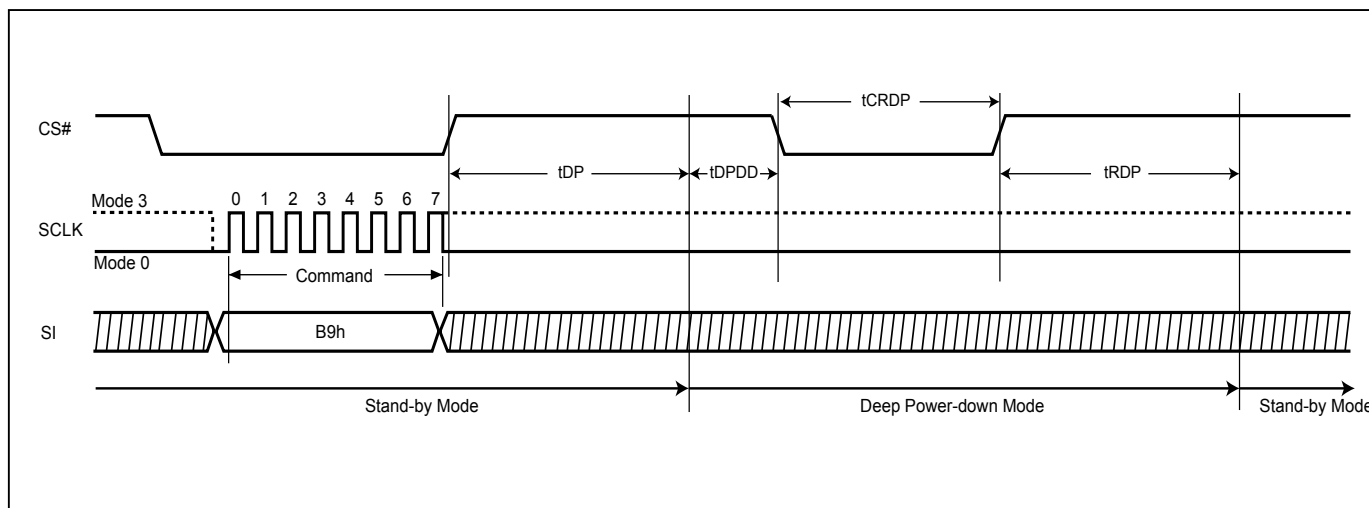 tCRDP
CS#
tDP
tDPDD
tRDP
Mode 3
0 1 2 3 4 5 6 7
SCLK
Mode 0
Command
SI
B9h
Stand-by Mode
Deep Power-down Mode
Stand-by Mode